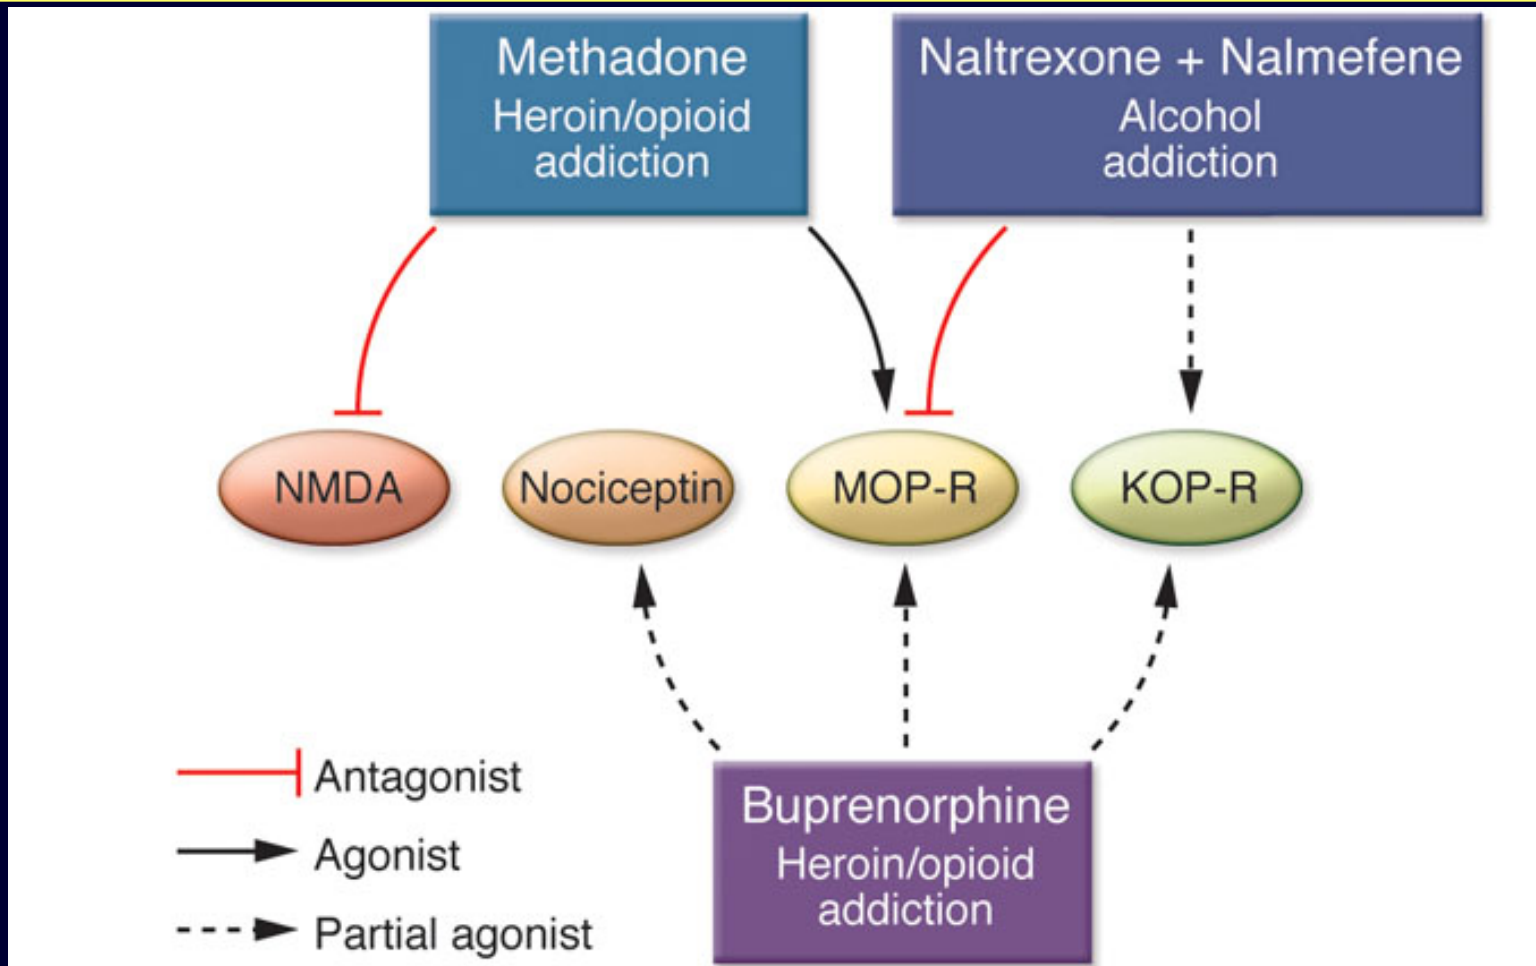 Methadone
Heroin/opioid
addiction
Naltrexone + Nalmefene
Alcohol
addiction
NMDA
Nociceptin
MOP-R
KOP-R
Antagonist
Agonist
Partial agonist
Buprenorphine
Heroin/opioid
addiction